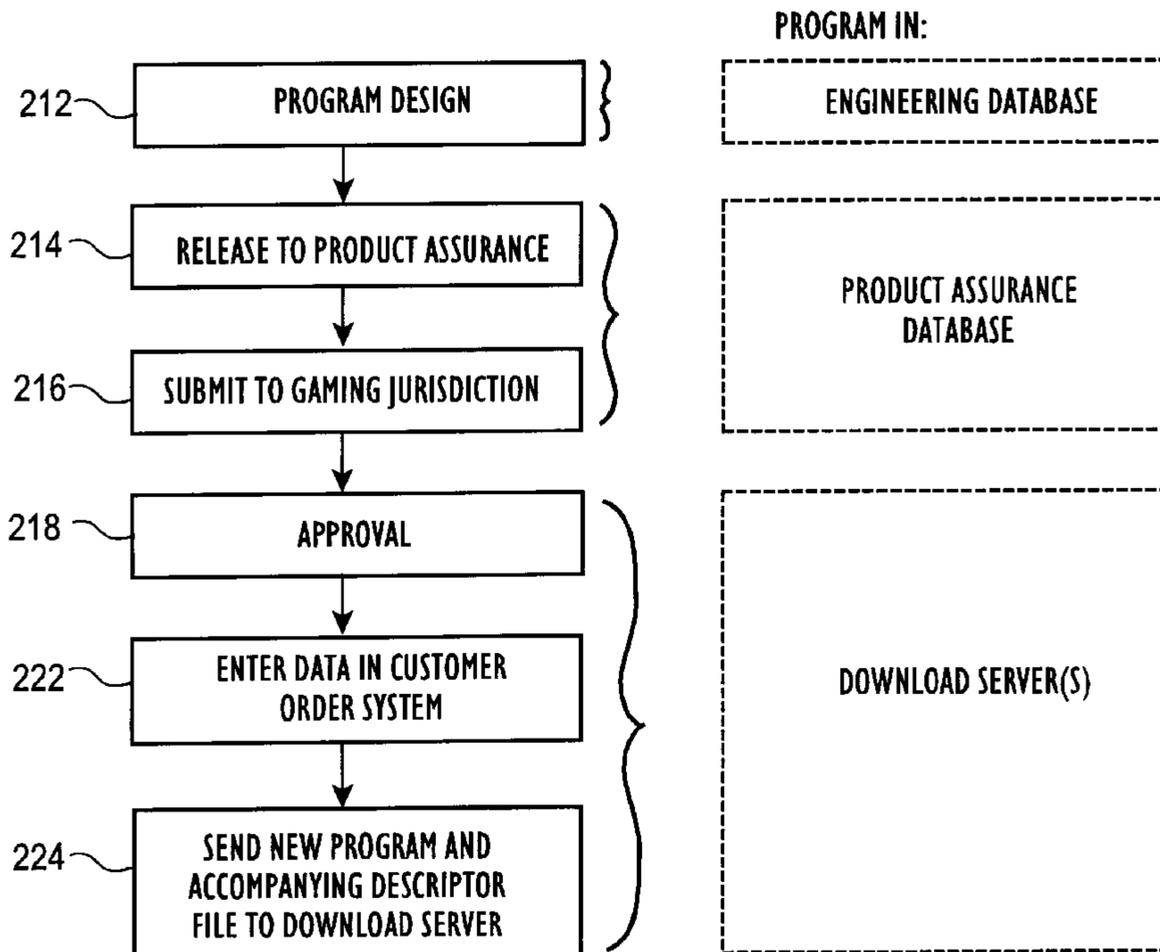 PROGRAM IN:
212
PROGRAM DESIGN
ENGINEERING DATABASE
214
RELEASE TO PRODUCT ASSURANCE
PRODUCT ASSURANCE
DATABASE
216
SUBMIT TO GAMING JURISDICTION
218
APPROVAL
222
ENTER DATA IN CUSTOMER
ORDER SYSTEM
DOWNLOAD SERVER(S)
224
SEND NEW PROGRAM AND
ACCOMPANYING DESCRIPTOR
FILE TO DOWNLOAD SERVER